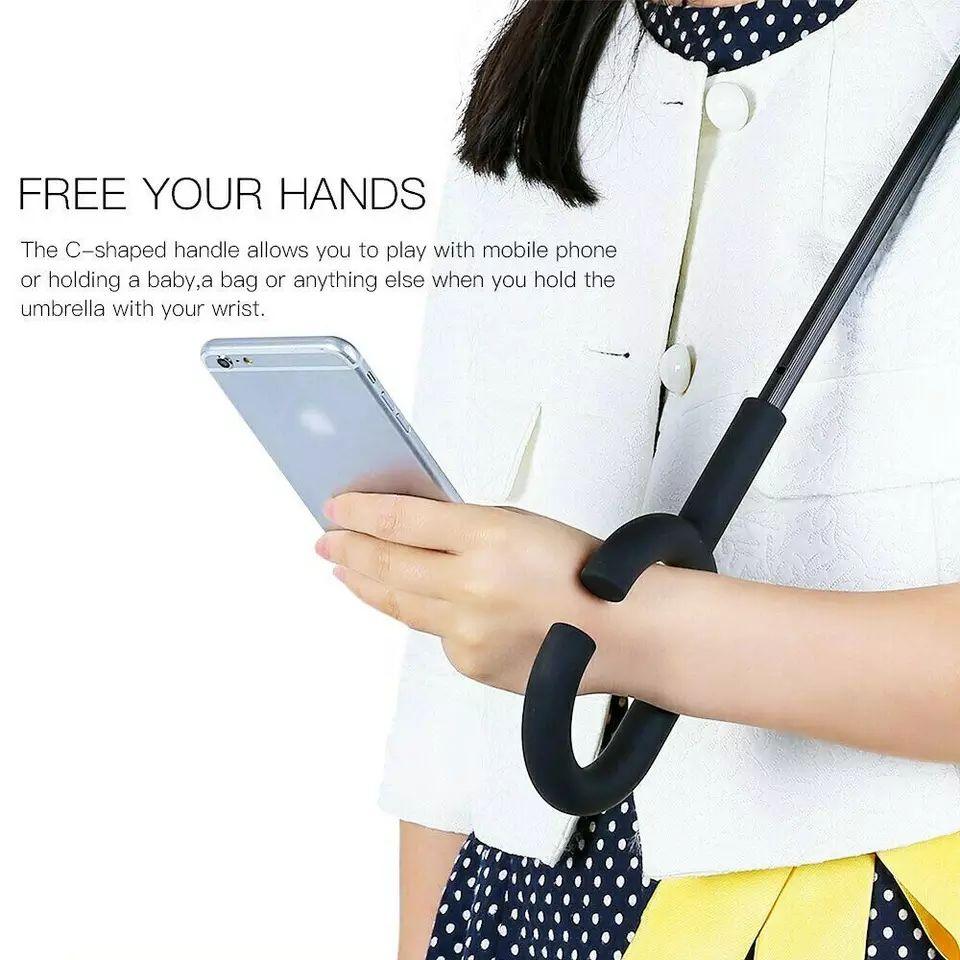 FREE YOUR HANDS
The C-shaped handle allows you to play with mobile phone
or holding a baby,a bag or anything else when you hold the
umbrella with your wrist.